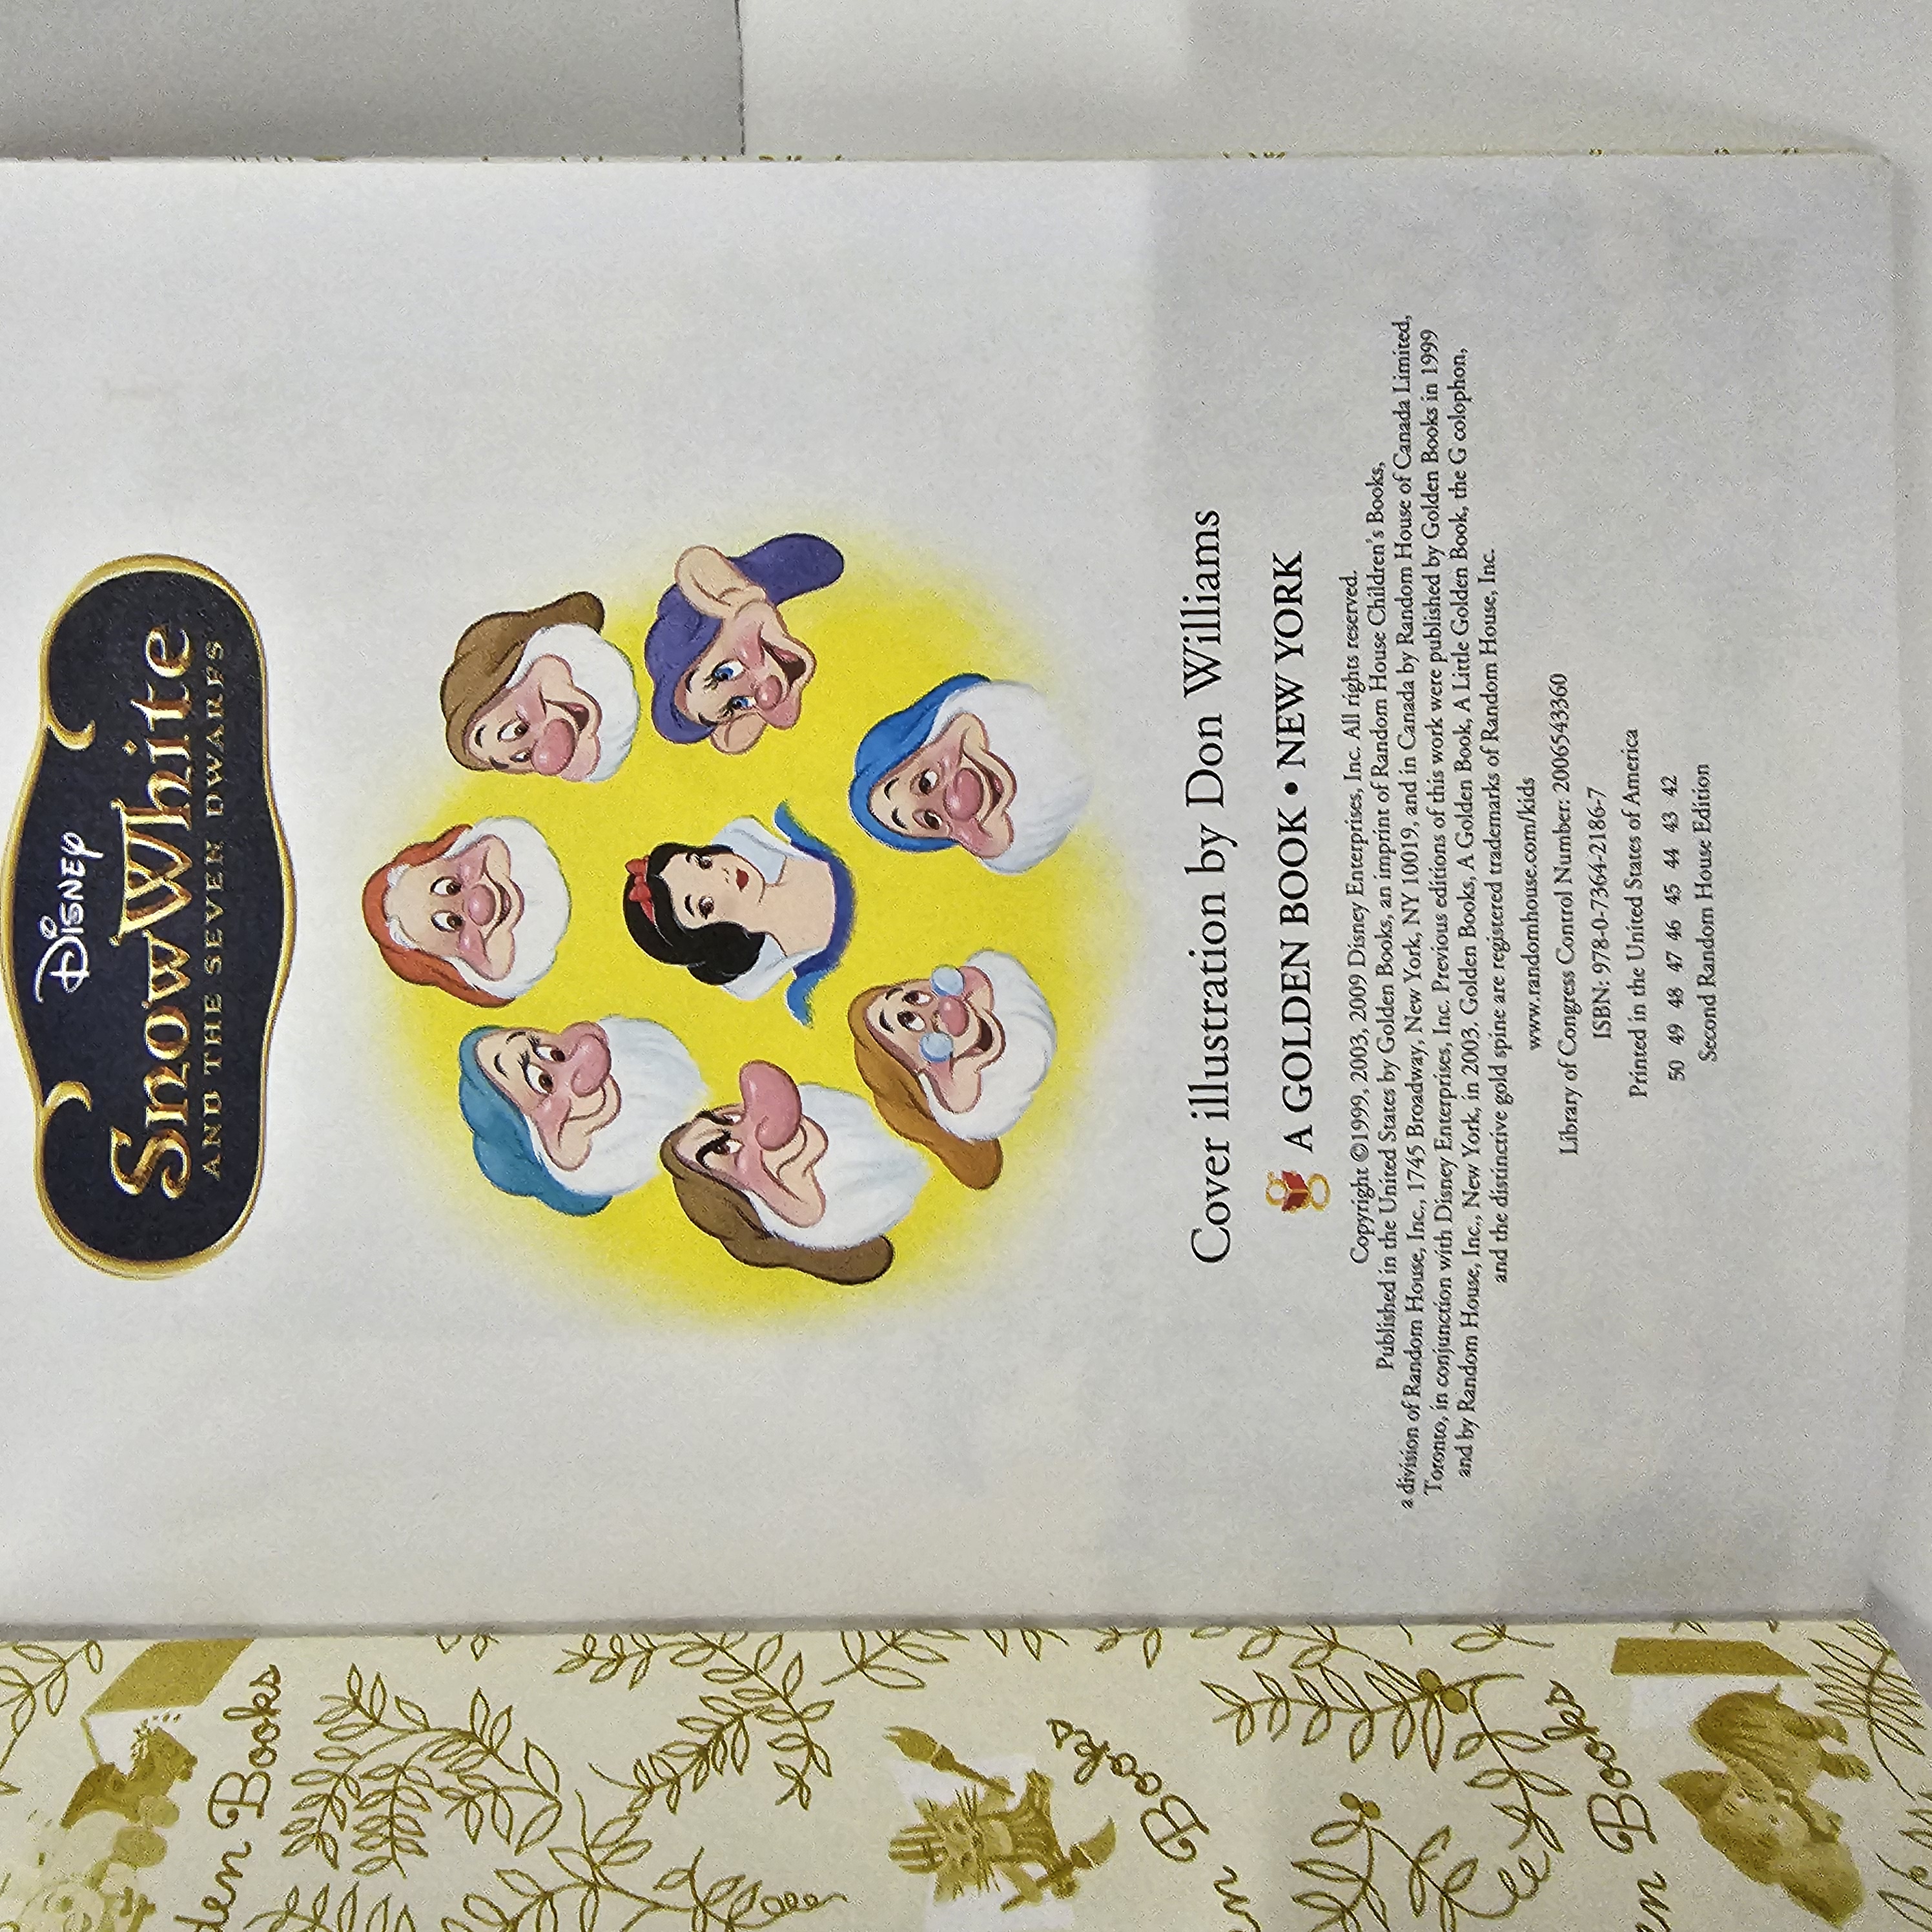 Disney
Snow White
AND THE SEVEN DWARFS
den Books
Books
en
en Books
Cover illustration by Don Williams
A GOLDEN BOOK • NEW YORK
Copyright ©1999, 2003, 2009 Disney Enterprises, Inc. All rights reserved.
Published in the United States by Golden Books, an imprint of Random House Children's Books,
a division of Random House, Inc., 1745 Broadway, New York, NY 10019, and in Canada by Random House of Canada Limited,
Toronto, in conjunction with Disney Enterprises, Inc. Previous editions of this work were published by Golden Books in 1999
and by Random House, Inc., New York, in 2003. Golden Books, A Golden Book, A Little Golden Book, the G colophon,
and the distinctive gold spine are registered trademarks of Random House, Inc.
www.randomhouse.com/kids
Library of Congress Control Number: 2006543360
ISBN: 978-0-7364-2186-7
Printed in the United States of America
50 49 48 47 46 45 44 43 42
Second Random House Edition